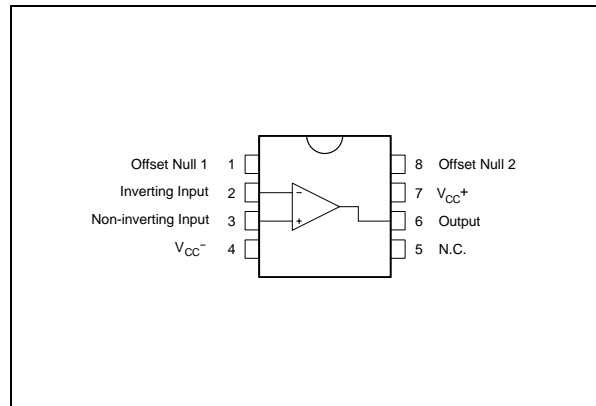 Offset Null 1 1 8 Offset Null 2
Inverting Input 2 − 7 VCC+
Non-inverting Input 3 + 6 Output
VCC− 4 5 N.C.